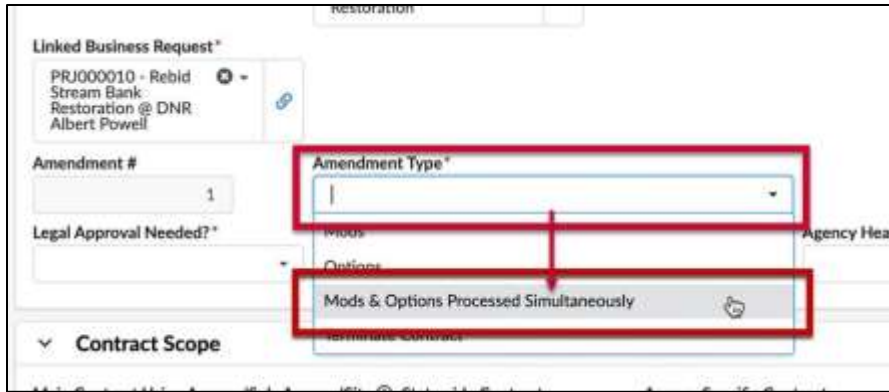 Restoration
Linked Business Request*
PRJ000010 - Rebid
Stream Bank
Restoration @ DNR
Albert Powell
Amendment # Amendment Type*
1
Legal Approval Needed?* Mods Agency Hea
Options
Mods & Options Processed Simultaneously
Terminate Contract
Contract Scope